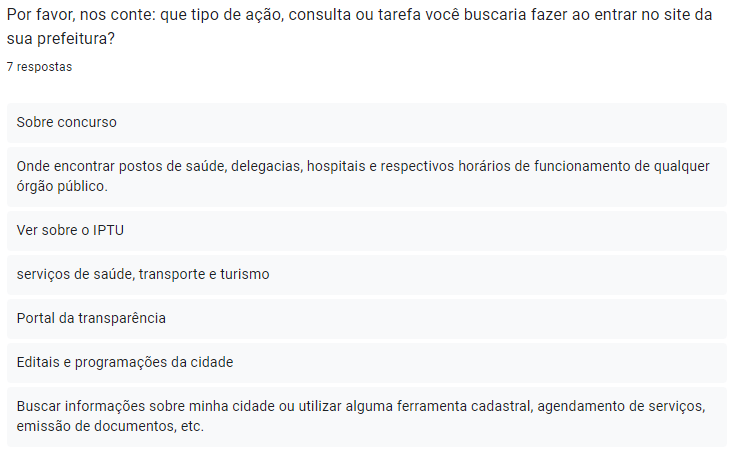 Por favor, nos conte: que tipo de ação, consulta ou tarefa você buscaria fazer ao entrar no site da
sua prefeitura?
7 respostas
Sobre concurso
Onde encontrar postos de saúde, delegacias, hospitais e respectivos horários de funcionamento de qualquer
órgão público.
Ver sobre o IPTU
serviços de saúde, transporte e turismo
Portal da transparência
Editais e programações da cidade
Buscar informações sobre minha cidade ou utilizar alguma ferramenta cadastral, agendamento de serviços,
emissão de documentos, etc.